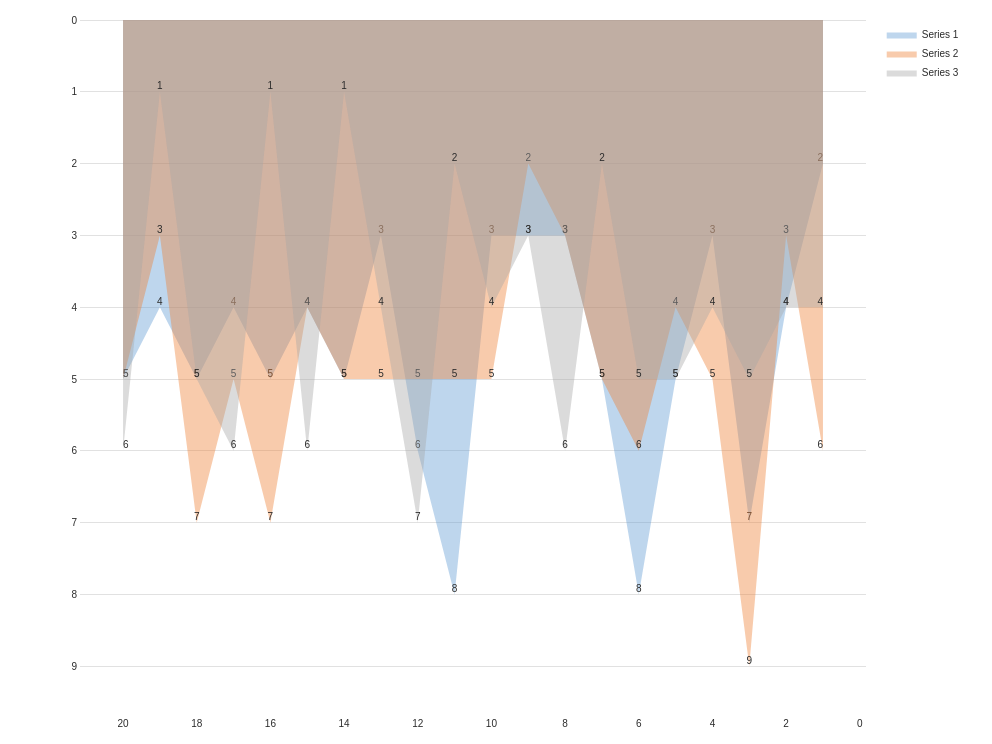 0
Series 1
Series 2
Series 3
1 1 1 1
2 2 2 2 2
3 3 3 3 3 3 3 3
4 4 4 4 4 4 4 4 4 4
5 5 5 5 5 5 5 5 5 5 5 5 5 5 5
6 6 6 6 6 6 6 6
7 7 7 7 7
8 8 8
9 9
20 18 16 14 12 10 8 6 4 2 0